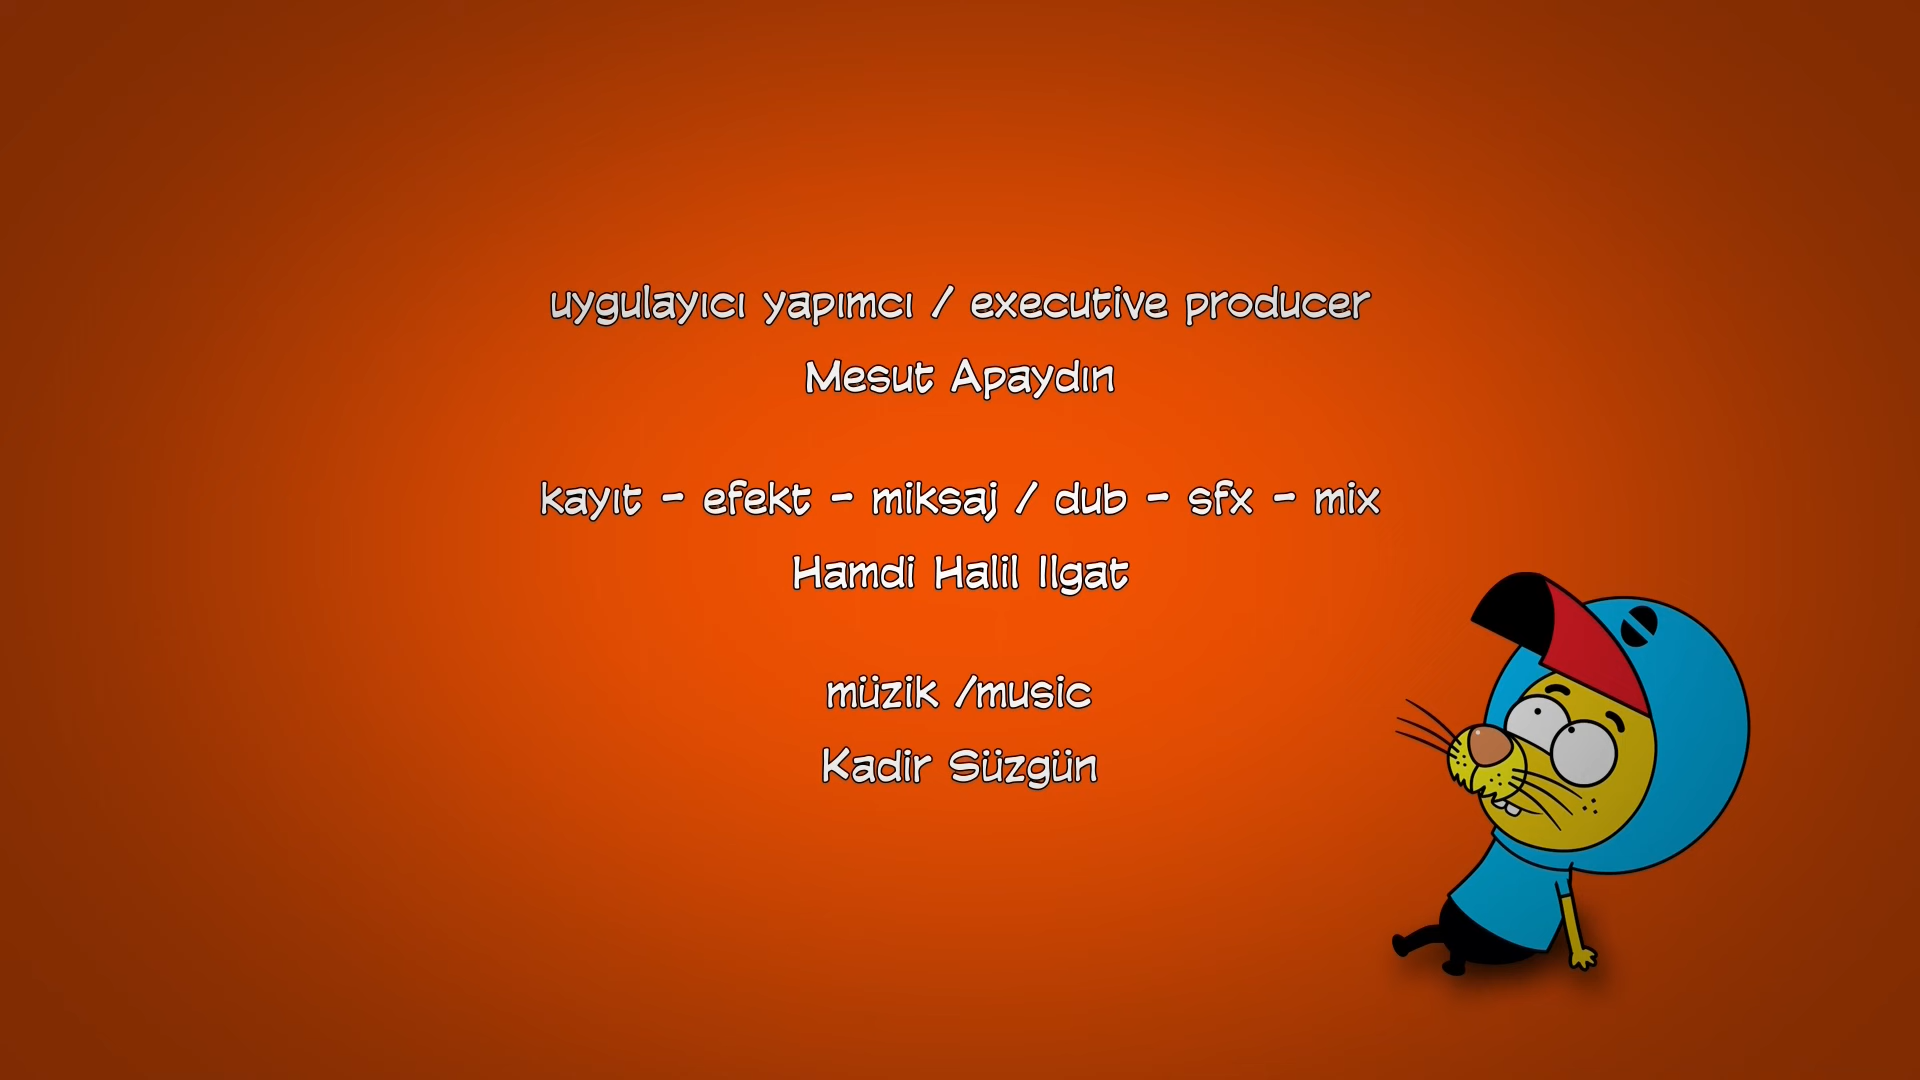 uygulayıcı yapımcı / executive producer
Mesut Apaydın
kayıt - efekt - miksaj / dub - sfx - mix
Hamdi Halil Ilgat
müzik /music
Kadir Süzgün